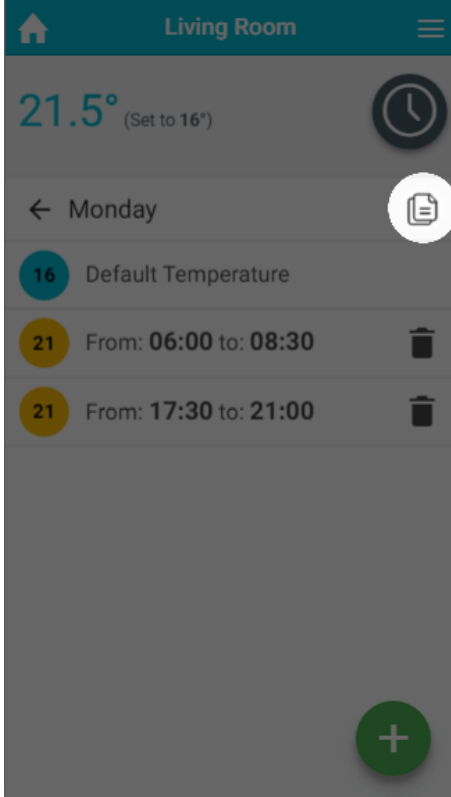 Living Room
21.5° (Set to 16°)
Monday
16 Default Temperature
21 From: 06:00 to: 08:30
21 From: 17:30 to: 21:00